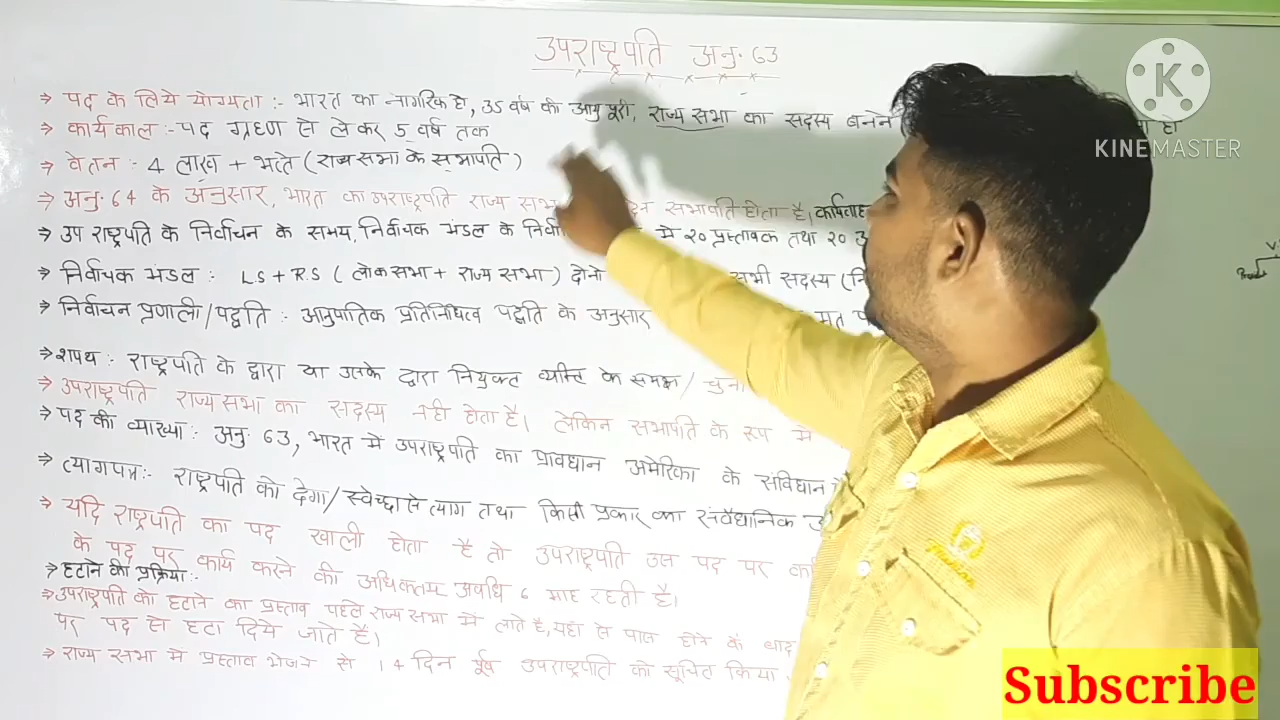 उपराष्ट्रपति अनु. 63
→ पद के लिये योग्यता :- भारत का नागरिक हो, 35 वर्ष की आयु पूरी, राज्य सभा का सदस्य बनने हो
→ कार्यकाल :- पद ग्रहण से लेकर 5 वर्ष तक
→ वेतन : 4 लाख + भत्ते (राज्यसभा के सभापति)
→ अनु. 64 के अनुसार, भारत का उपराष्ट्रपति राज्य सभा सभापति होता है।
→ उप राष्ट्रपति के निर्वाचन के समय, निर्वाचक मंडल के में 20 प्रस्तावक तथा 20
→ निर्वाचक मंडल : L.S + R.S ( लोकसभा + राज्य सभा ) दोनो सभी सदस्य
→ निर्वाचन प्रणाली/पद्धति :- आनुपातिक प्रतिनिधित्व पद्धति के अनुसार मत
→ शपथ : राष्ट्रपति के द्वारा या उसके द्वारा नियुक्त व्यक्ति के समक्ष /
→ उपराष्ट्रपति राज्यसभा का सदस्य नही होता है। लेकिन सभापति के रूप में
→ पद की व्याख्या : अनु. 63, भारत मे उपराष्ट्रपति का प्रावधान अमेरिका के संविधान
→ त्यागपत्र :- राष्ट्रपति को देगा/ स्वेच्छा से त्याग तथा किसी प्रकार का संवैधानिक
→ यदि राष्ट्रपति का पद खाली होता है तो उपराष्ट्रपति उस पद पर
के पद पर कार्य करने की अधिकतम अवधि 6 माह रहती है।
→ हटाने की प्रक्रिया :-
→ उपराष्ट्रपति को हटाने का प्रस्ताव पहले राज्य सभा में लाते है, यहाँ से पास होने के बाद
पर पद से हटा दिये जाते है।
→ राज्य सभा मे प्रस्ताव भेजने से 14 दिन पूर्व उपराष्ट्रपति को सूचित किया
KINEMASTER
Subscribe